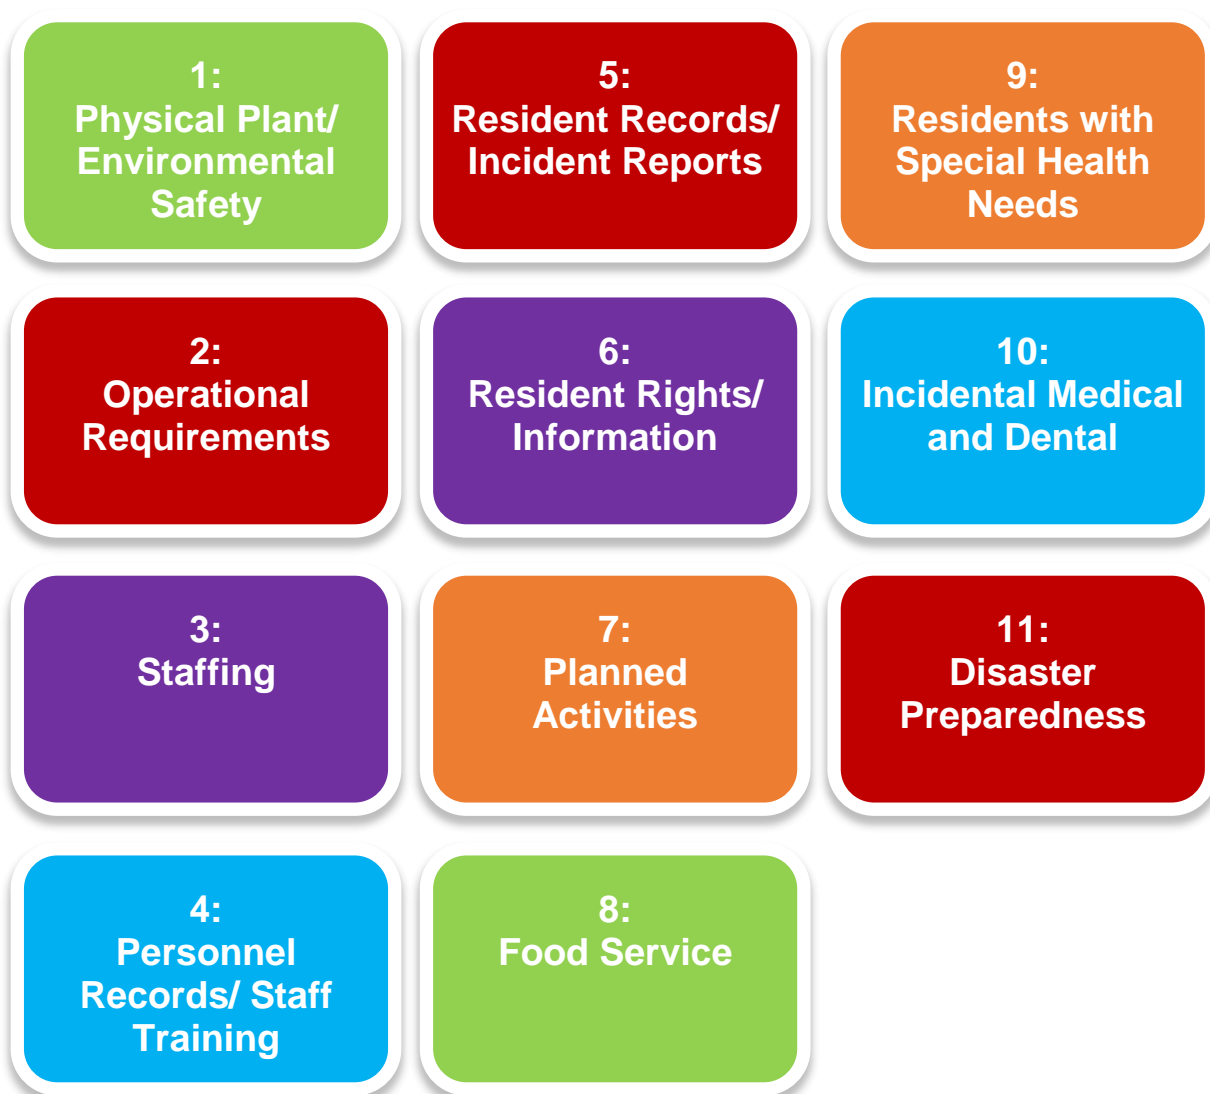 1:
Physical Plant/
Environmental
Safety
2:
Operational
Requirements
3:
Staffing
4:
Personnel
Records/ Staff
Training
5:
Resident Records/
Incident Reports
6:
Resident Rights/
Information
7:
Planned
Activities
8:
Food Service
9:
Residents with
Special Health
Needs
10:
Incidental Medical
and Dental
11:
Disaster
Preparedness